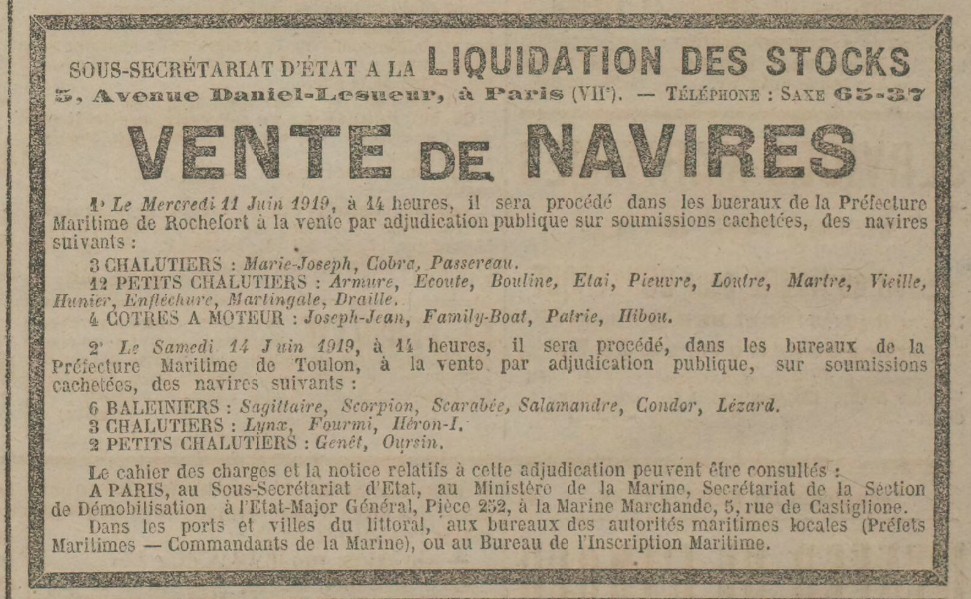 SOUS-SECRÉTARIAT D'ÉTAT A LA LIQUIDATION DES STOCKS
5, Avenue Daniel-Lesueur, à Paris (VIIe). — TÉLÉPHONE : SAXE 65-37
VENTE DE NAVIRES
1° Le Mercredi 11 Juin 1919, à 14 heures, il sera procédé dans les bueraux de la Préfecture
Maritime de Rochefort à la vente par adjudication publique sur soumissions cachetées, des navires
suivants :
3 CHALUTIERS : Marie-Joseph, Cobra, Passereau.
12 PETITS CHALUTIERS : Armure, Ecoute, Bouline, Etai, Pieuvre, Loutre, Martre, Vieille,
Hunier, Enfléchure, Martingale, Draille.
4 COTRES A MOTEUR : Joseph-Jean, Family-Boat, Patrie, Hibou.
2° Le Samedi 14 Juin 1919, à 14 heures, il sera procédé, dans les bureaux de la
Préfecture Maritime de Toulon, à la vente par adjudication publique, sur soumissions
cachetées, des navires suivants :
6 BALEINIERS : Sagittaire, Scorpion, Scarabée, Salamandre, Condor, Lézard.
3 CHALUTIERS : Lynx, Fourmi, Héron-I.
2 PETITS CHALUTIERS : Genêt, Oursin.
Le cahier des charges et la notice relatifs à cette adjudication peuvent être consultés :
A PARIS, au Sous-Secrétariat d'Etat, au Ministère de la Marine, Secrétariat de la Section
de Démobilisation à l'Etat-Major Général, Pièce 252, à la Marine Marchande, 5, rue de Castiglione.
Dans les ports et villes du littoral, aux bureaux des autorités maritimes locales (Préfets
Maritimes — Commandants de la Marine), ou au Bureau de l'Inscription Maritime.